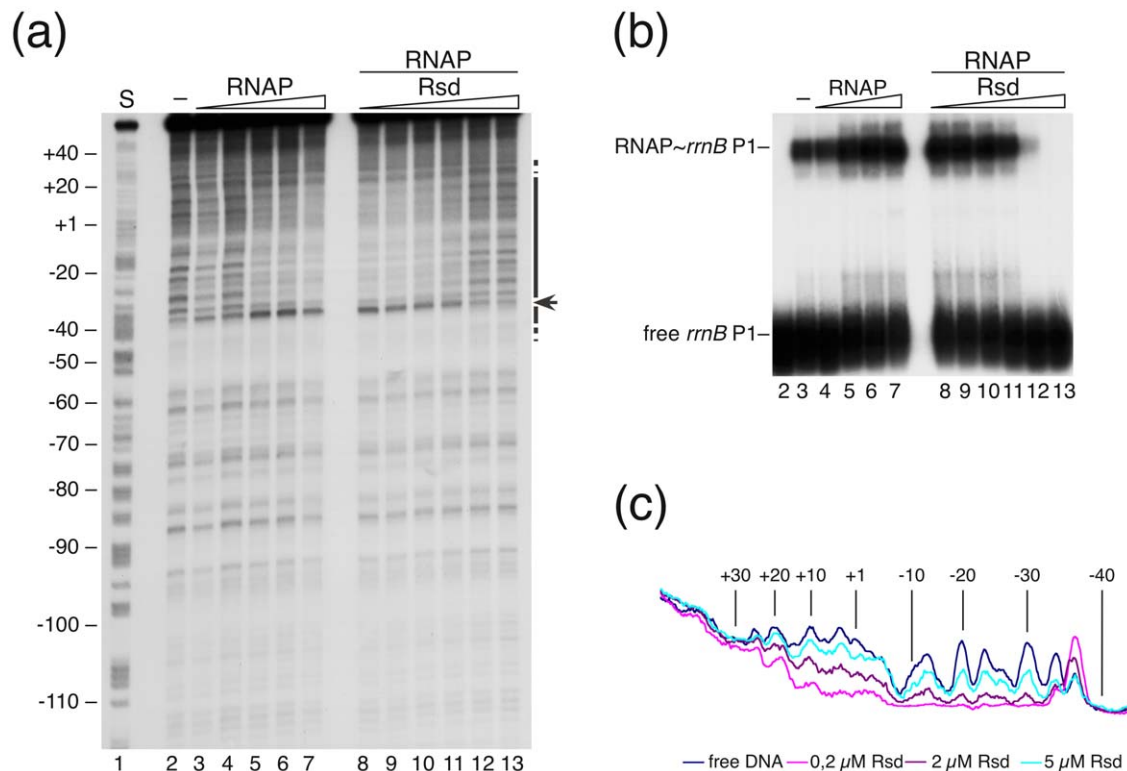 (a)
RNAP
RNAP
Rsd
S
–
+40 –
+20 –
+1 –
-20 –
-40 –
-50 –
-60 –
-70 –
-80 –
-90 –
-100 –
-110 –
1 2 3 4 5 6 7 8 9 10 11 12 13
(b)
RNAP
RNAP
Rsd
–
RNAP~rrnB P1–
free rrnB P1–
2 3 4 5 6 7 8 9 10 11 12 13
(c)
+30 +20 +10 +1 -10 -20 -30 -40
free DNA 0,2 µM Rsd 2 µM Rsd 5 µM Rsd